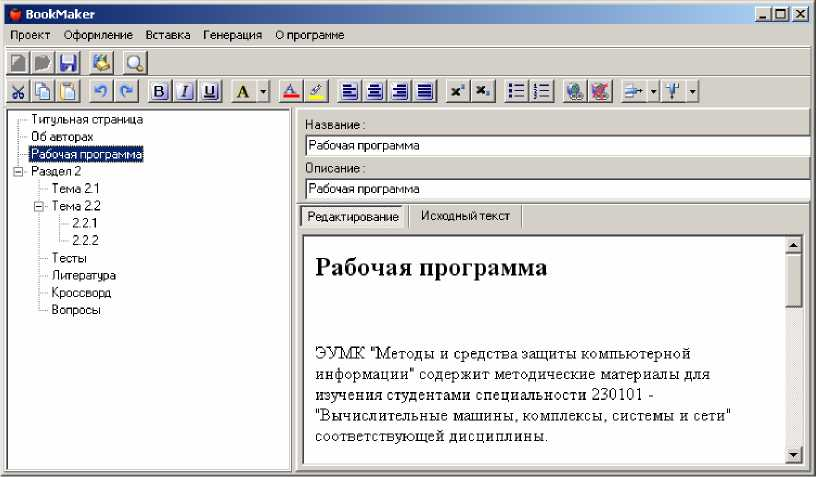 BookMaker
Проект Оформление Вставка Генерация О программе
B I U A A x² x₂
Титульная страница
Об авторах
Рабочая программа
Раздел 2
Тема 2.1
Тема 2.2
2.2.1
2.2.2
Тесты
Литература
Кроссворд
Вопросы
Название:
Рабочая программа
Описание:
Рабочая программа
Редактирование Исходный текст
Рабочая программа
ЭУМК "Методы и средства защиты компьютерной
информации" содержит методические материалы для
изучения студентами специальности 230101 -
"Вычислительные машины, комплексы, системы и сети"
соответствующей дисциплины.